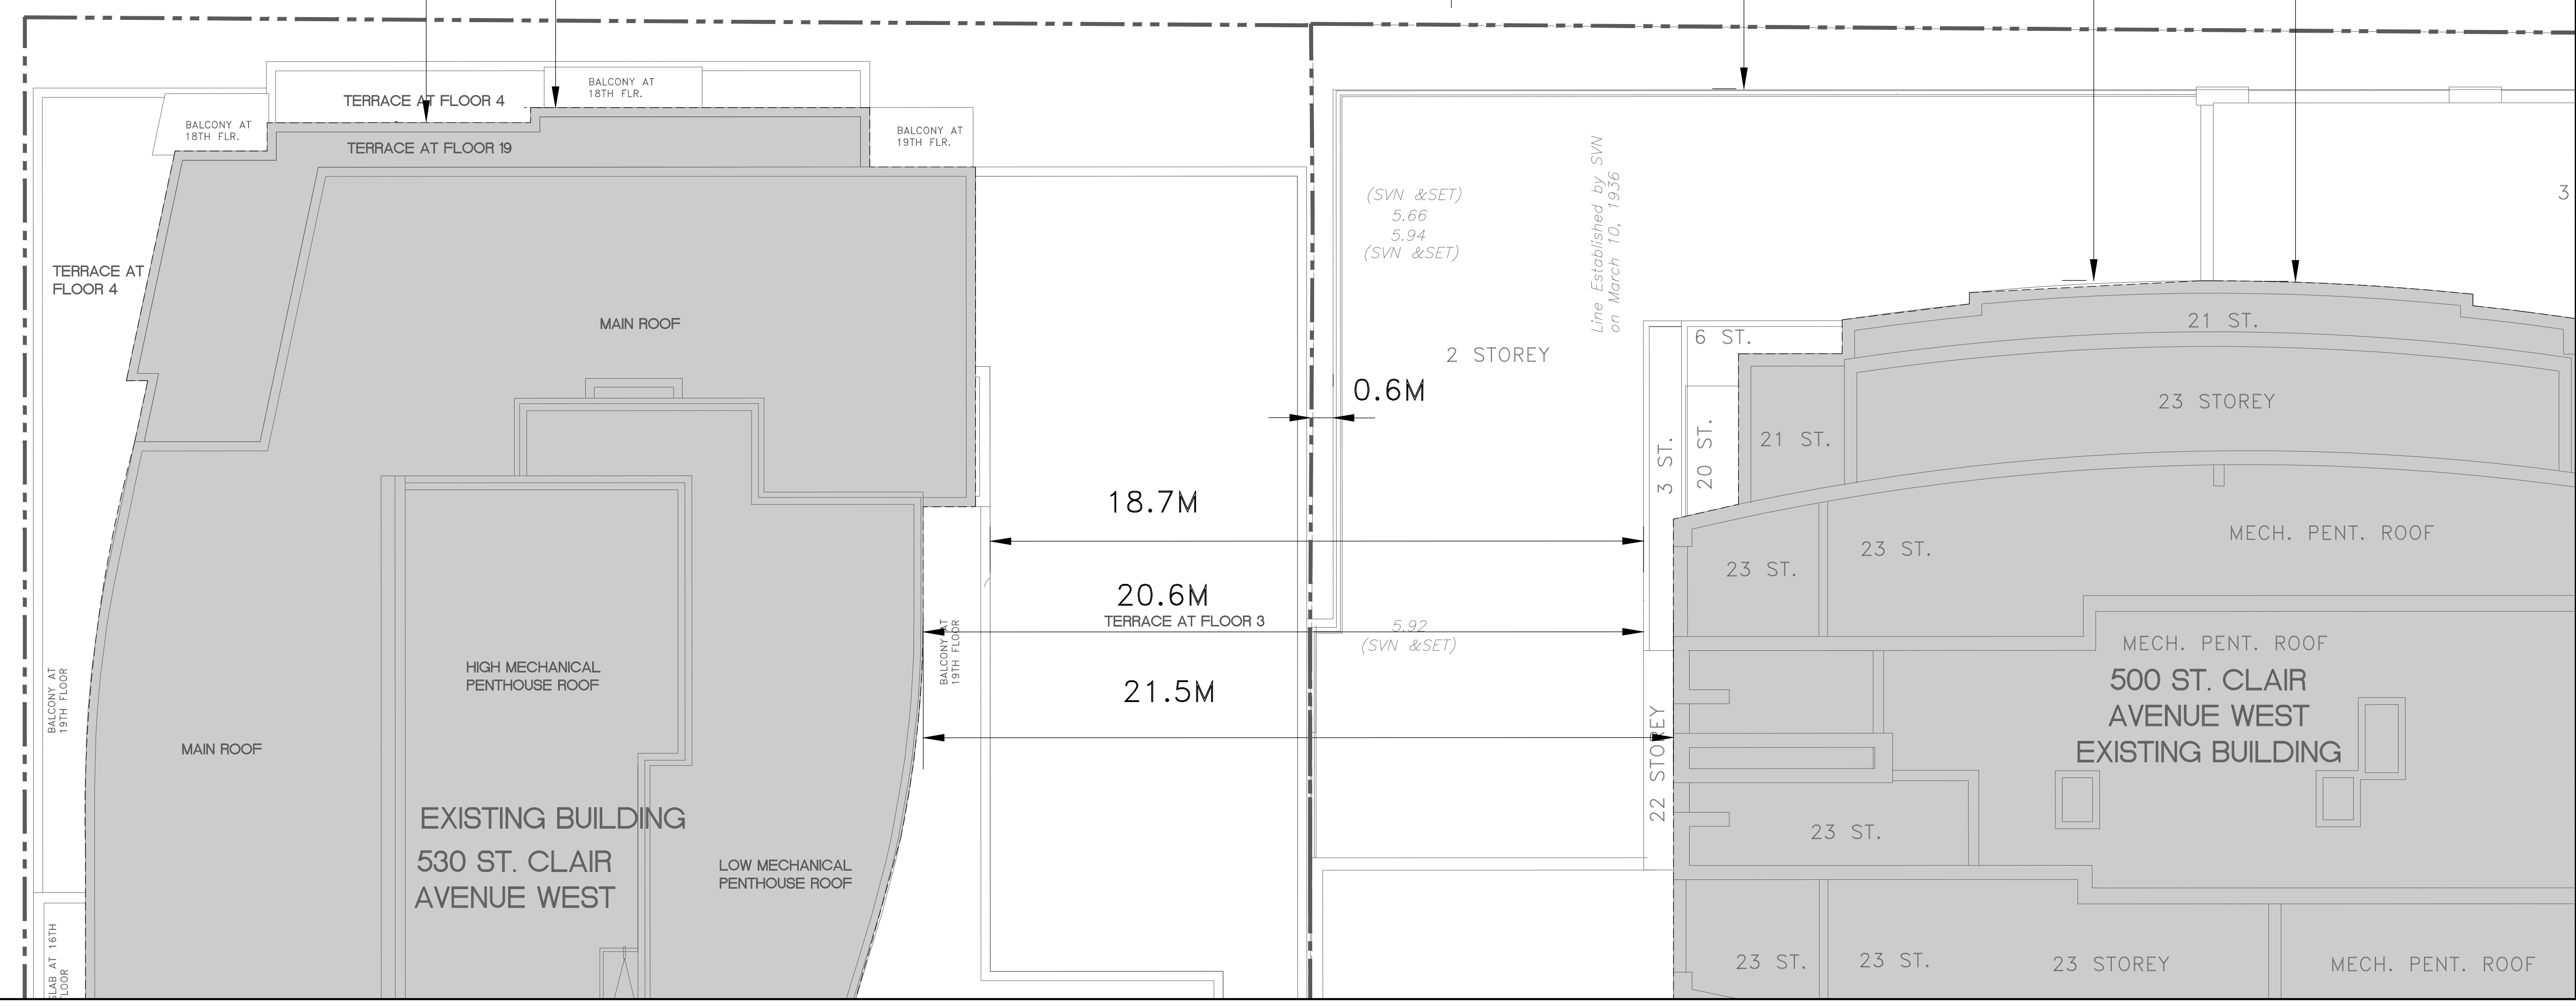 BALCONY AT
18TH FLR.
TERRACE AT FLOOR 4
BALCONY AT
18TH FLR.
BALCONY AT
19TH FLR.
TERRACE AT FLOOR 19
TERRACE AT
FLOOR 4
MAIN ROOF
(SVN &SET)
5.66
5.94
(SVN &SET)
Line Established by SVN
on March 10, 1936
3
2 STOREY
0.6M
6 ST.
21 ST.
23 STOREY
3 ST.
20 ST.
21 ST.
18.7M
MECH. PENT. ROOF
23 ST.
23 ST.
20.6M
TERRACE AT FLOOR 3
BALCONY AT
19TH FLOOR
5.92
(SVN &SET)
MECH. PENT. ROOF
500 ST. CLAIR
AVENUE WEST
EXISTING BUILDING
HIGH MECHANICAL
PENTHOUSE ROOF
21.5M
BALCONY AT
19TH FLOOR
MAIN ROOF
22 STOREY
EXISTING BUILDING
530 ST. CLAIR
AVENUE WEST
LOW MECHANICAL
PENTHOUSE ROOF
23 ST.
SLAB AT 16TH
FLOOR
23 ST.
23 ST.
23 STOREY
MECH. PENT. ROOF